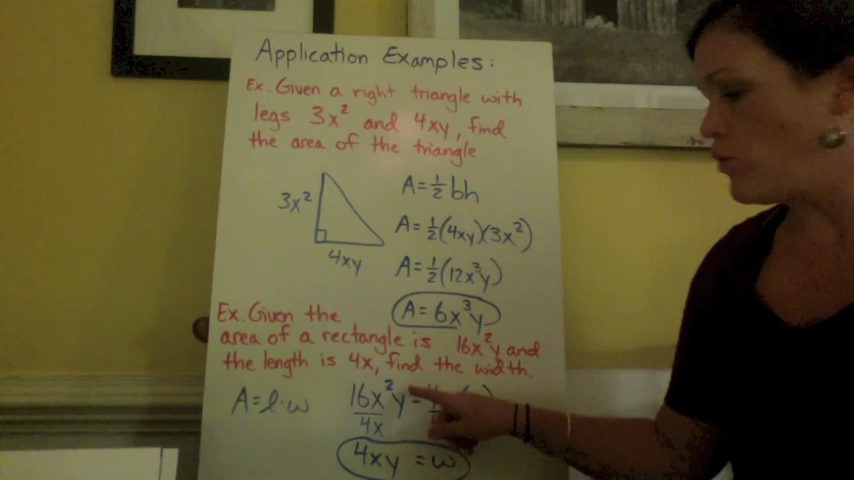 Application Examples:
Ex. Given a right triangle with
legs 3x² and 4xy, find
the area of the triangle
3x²
4xy
A=½bh
A=½(4xy)(3x²)
A=½(12x³y)
A=6x³y
Ex. Given the
area of a rectangle is 16x²y and
the length is 4x, find the width.
A=l·w
16x²y =
4x
4xy =w